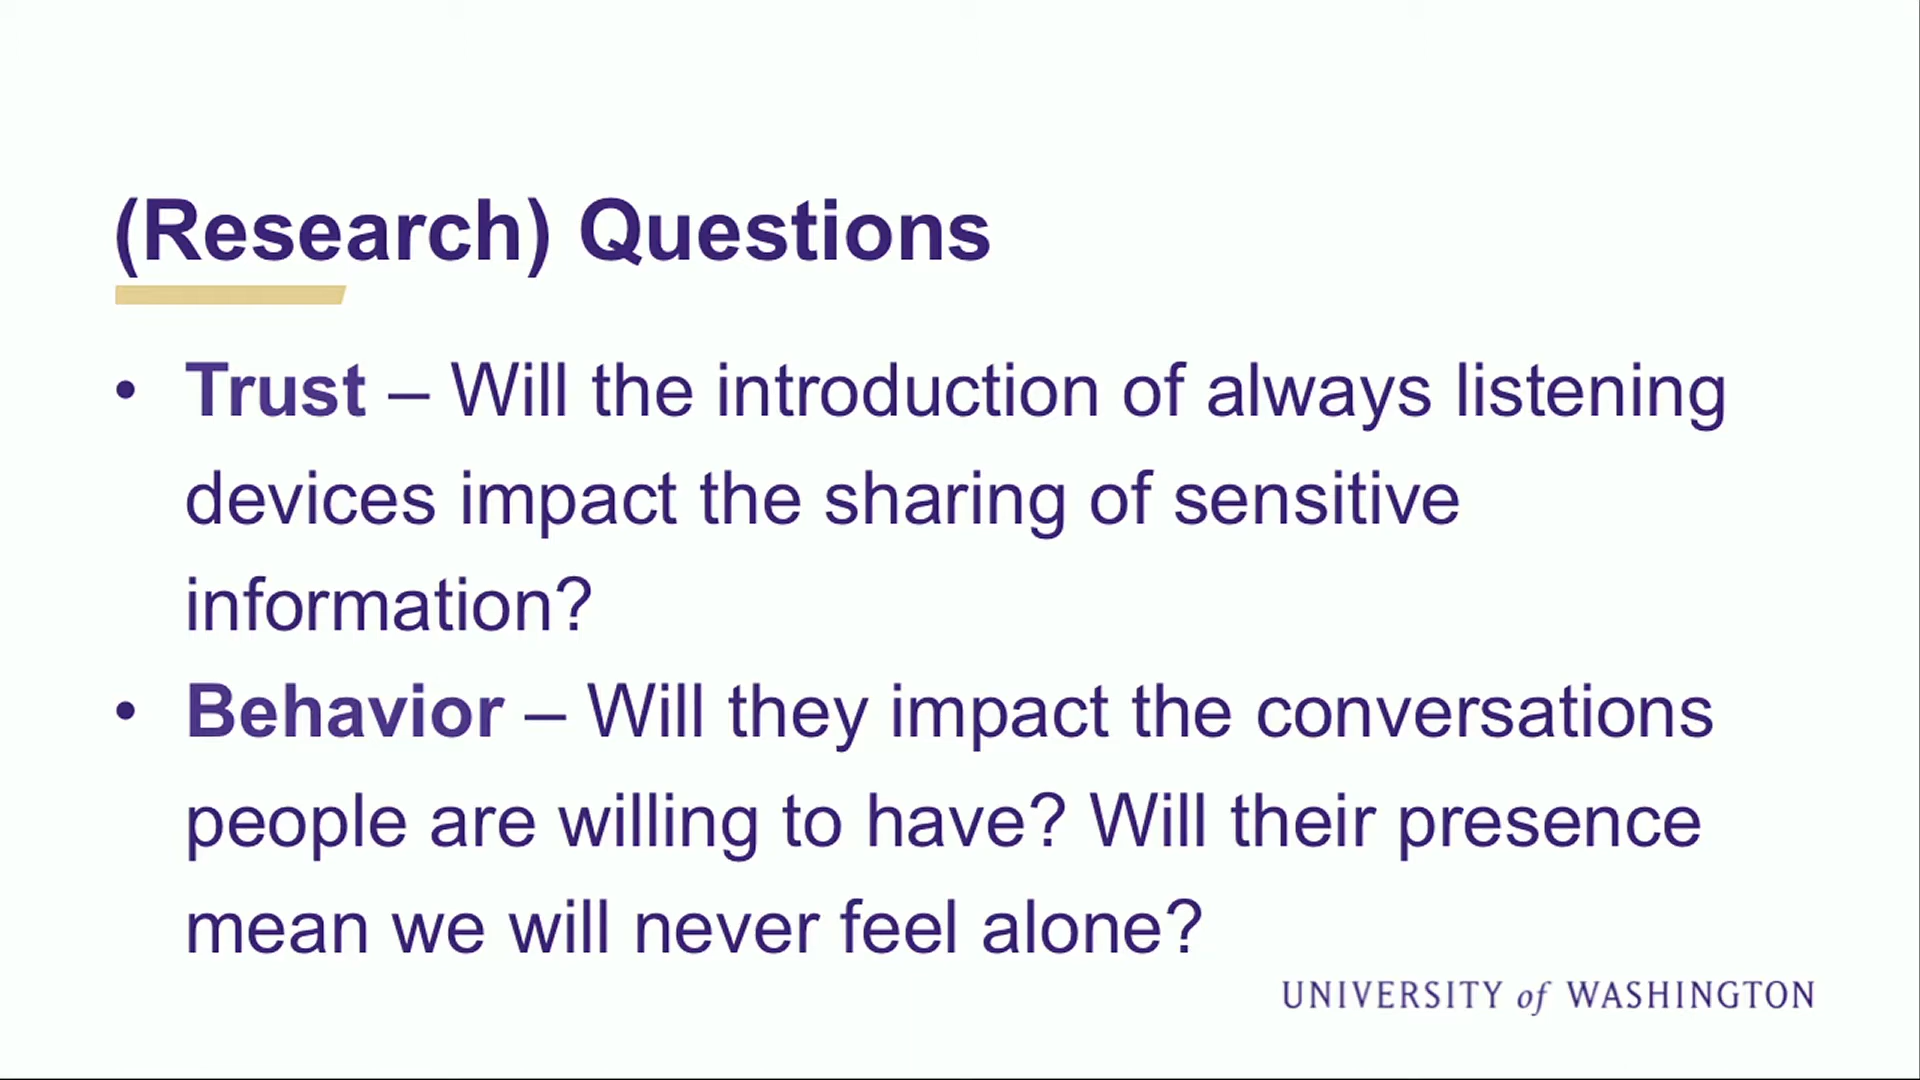 (Research) Questions
• Trust – Will the introduction of always listening
devices impact the sharing of sensitive
information?
• Behavior – Will they impact the conversations
people are willing to have? Will their presence
mean we will never feel alone?
UNIVERSITY of WASHINGTON